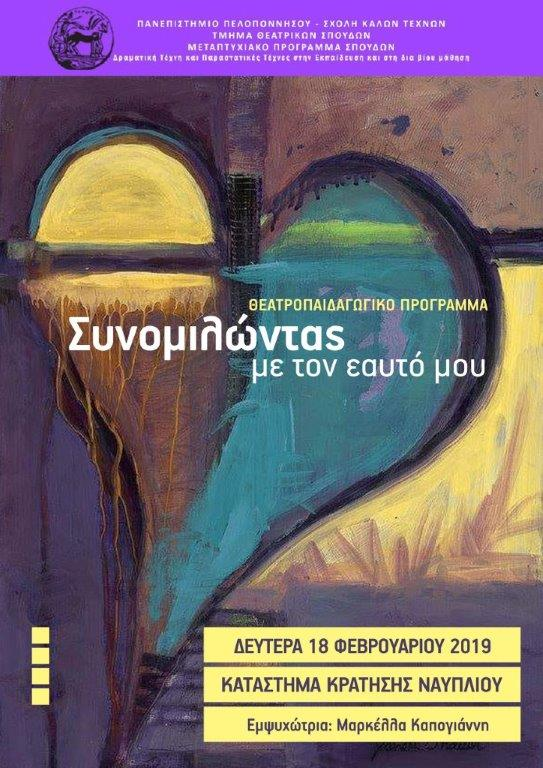 ΠΑΝΕΠΙΣΤΗΜΙΟ ΠΕΛΟΠΟΝΝΗΣΟΥ - ΣΧΟΛΗ ΚΑΛΩΝ ΤΕΧΝΩΝ
ΤΜΗΜΑ ΘΕΑΤΡΙΚΩΝ ΣΠΟΥΔΩΝ
ΜΕΤΑΠΤΥΧΙΑΚΟ ΠΡΟΓΡΑΜΜΑ ΣΠΟΥΔΩΝ
Δραματική Τέχνη και Παραστατικές Τέχνες στην Εκπαίδευση και στη δια βίου μάθηση
ΘΕΑΤΡΟΠΑΙΔΑΓΩΓΙΚΟ ΠΡΟΓΡΑΜΜΑ
Συνομιλώντας
με τον εαυτό μου
ΔΕΥΤΕΡΑ 18 ΦΕΒΡΟΥΑΡΙΟΥ 2019
ΚΑΤΑΣΤΗΜΑ ΚΡΑΤΗΣΗΣ ΝΑΥΠΛΙΟΥ
Εμψυχώτρια: Μαρκέλλα Καπογιάννη